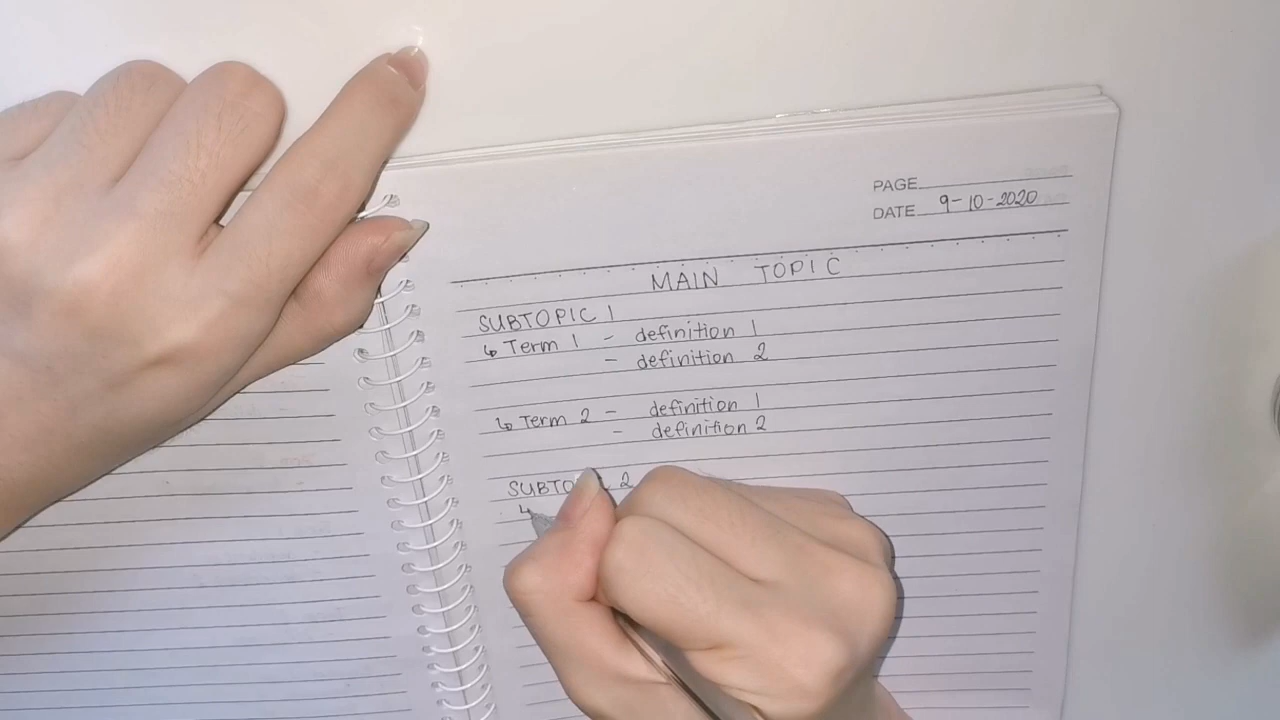 PAGE
DATE 9-10-2020
MAIN TOPIC
SUBTOPIC 1
↳ Term 1 - definition 1
- definition 2
↳ Term 2 - definition 1
- definition 2
2
↳